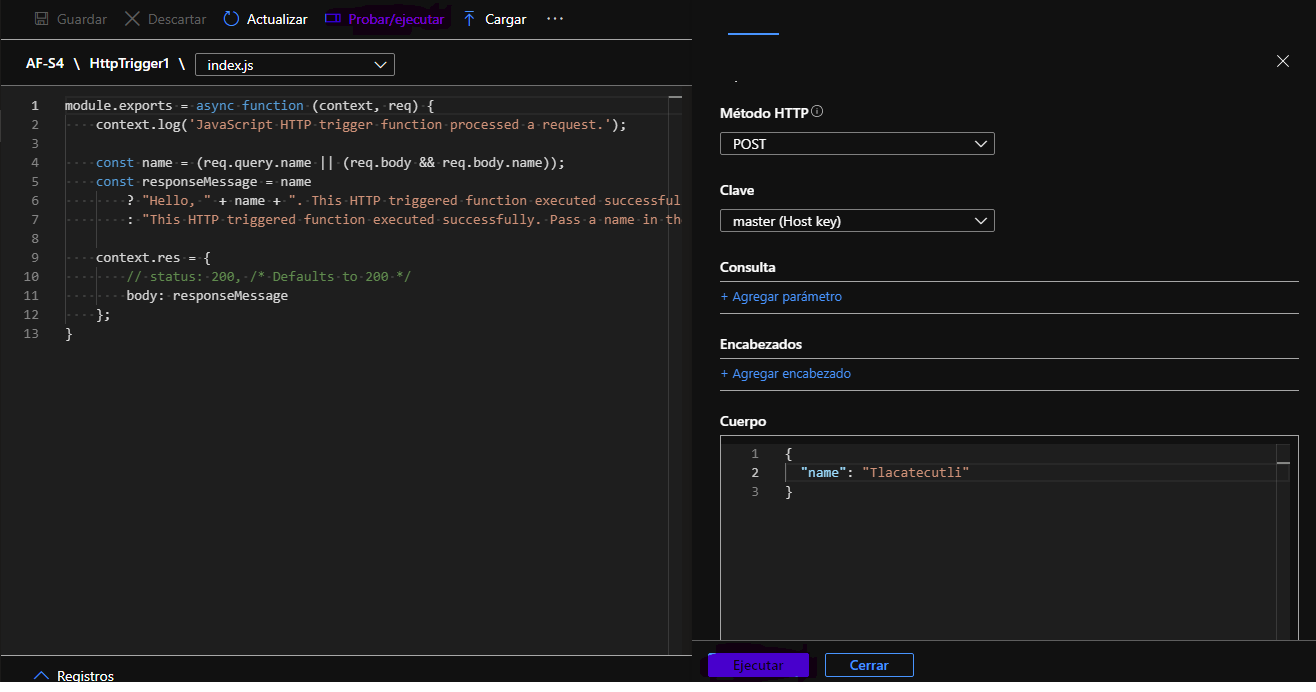 Guardar Descartar Actualizar Probar/ejecutar Cargar ...
AF-S4 \ HttpTrigger1 \ index.js
1 module.exports = async function (context, req) {
2 context.log('JavaScript HTTP trigger function processed a request.');
3
4 const name = (req.query.name || (req.body && req.body.name));
5 const responseMessage = name
6 ? "Hello, " + name + ". This HTTP triggered function executed successful
7 : "This HTTP triggered function executed successfully. Pass a name in th
8
9 context.res = {
10 // status: 200, /* Defaults to 200 */
11 body: responseMessage
12 };
13 }
Registros
Método HTTP
POST
Clave
master (Host key)
Consulta
+ Agregar parámetro
Encabezados
+ Agregar encabezado
Cuerpo
1 {
2 "name": "Tlacatecutli"
3 }
Ejecutar Cerrar